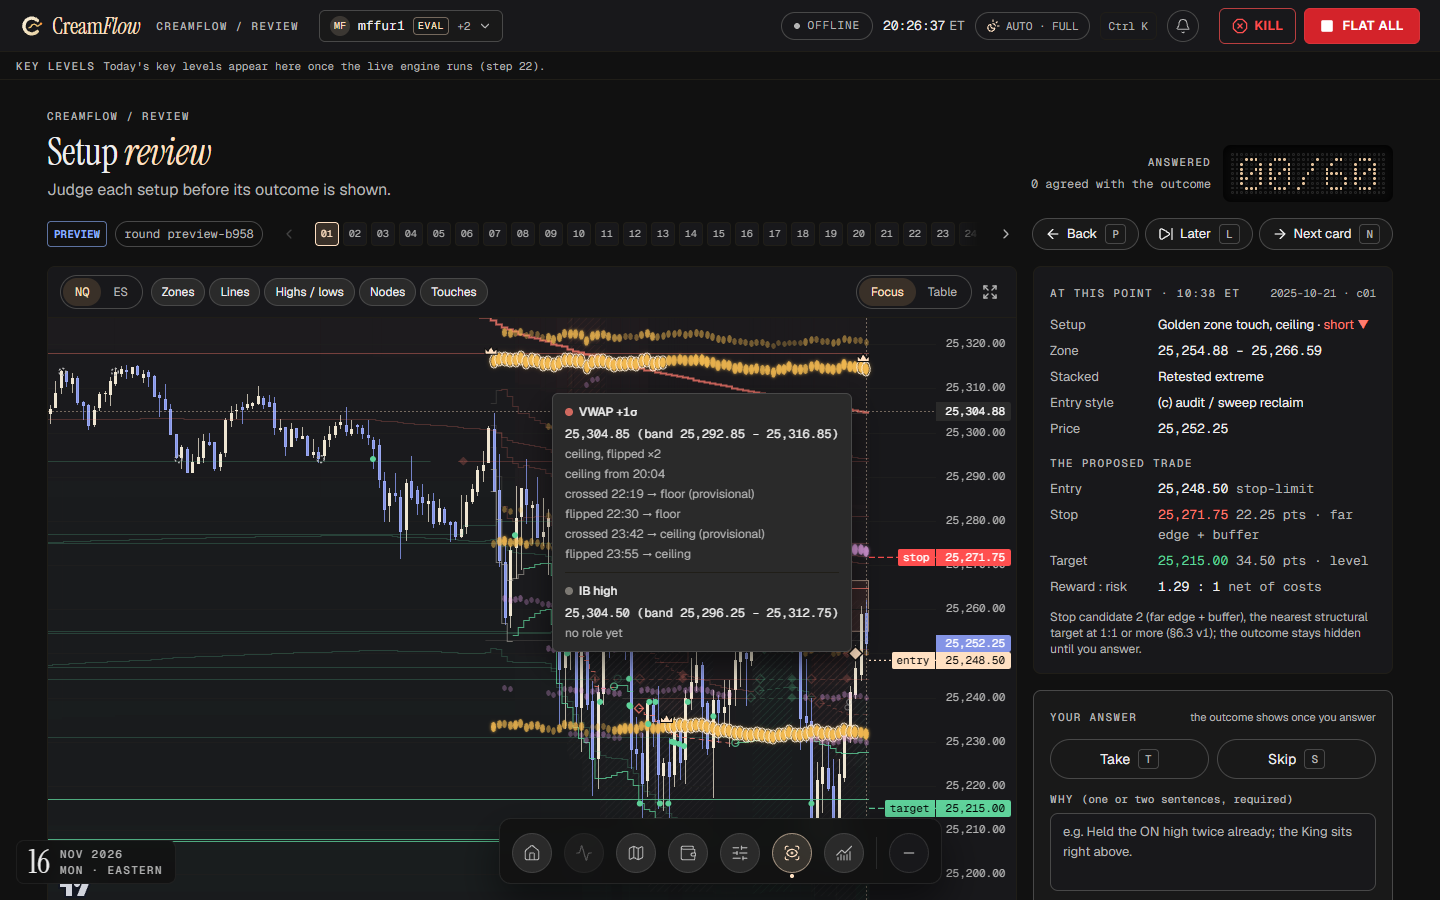 CreamFlow
CREAMFLOW / REVIEW
MF mffur1 EVAL +2
OFFLINE
20:26:37 ET
AUTO · FULL
Ctrl K
KILL
FLAT ALL
KEY LEVELS Today's key levels appear here once the live engine runs (step 22).
CREAMFLOW / REVIEW
Setup review
Judge each setup before its outcome is shown.
ANSWERED
0 agreed with the outcome
00/60
PREVIEW
round preview-b958
01 02 03 04 05 06 07 08 09 10 11 12 13 14 15 16 17 18 19 20 21 22 23 24
Back P
Later L
Next card N
NQ ES
Zones
Lines
Highs / lows
Nodes
Touches
Focus Table
25,320.00
25,310.00
25,304.88
25,300.00
25,290.00
25,280.00
stop 25,271.75
25,260.00
25,252.25
entry 25,248.50
25,240.00
25,230.00
25,220.00
target 25,215.00
25,210.00
25,200.00
VWAP +1σ
25,304.85 (band 25,292.85 – 25,316.85)
ceiling, flipped ×2
ceiling from 20:04
crossed 22:19 → floor (provisional)
flipped 22:30 → floor
crossed 23:42 → ceiling (provisional)
flipped 23:55 → ceiling
IB high
25,304.50 (band 25,296.25 – 25,312.75)
no role yet
AT THIS POINT · 10:38 ET 2025-10-21 · c01
Setup Golden zone touch, ceiling · short ▼
Zone 25,254.88 – 25,266.59
Stacked Retested extreme
Entry style (c) audit / sweep reclaim
Price 25,252.25
THE PROPOSED TRADE
Entry 25,248.50 stop-limit
Stop 25,271.75 22.25 pts · far
edge + buffer
Target 25,215.00 34.50 pts · level
Reward : risk 1.29 : 1 net of costs
Stop candidate 2 (far edge + buffer), the nearest structural
target at 1:1 or more (§6.3 v1); the outcome stays hidden
until you answer.
YOUR ANSWER the outcome shows once you answer
Take T
Skip S
WHY (one or two sentences, required)
e.g. Held the ON high twice already; the King sits
right above.
16 NOV 2026
MON · EASTERN